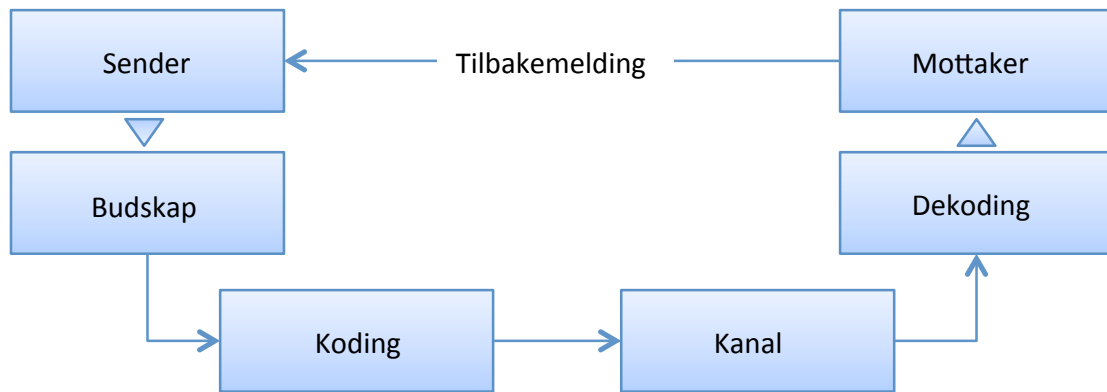 Sender
Tilbakemelding
Mottaker
Budskap
Dekoding
Koding
Kanal